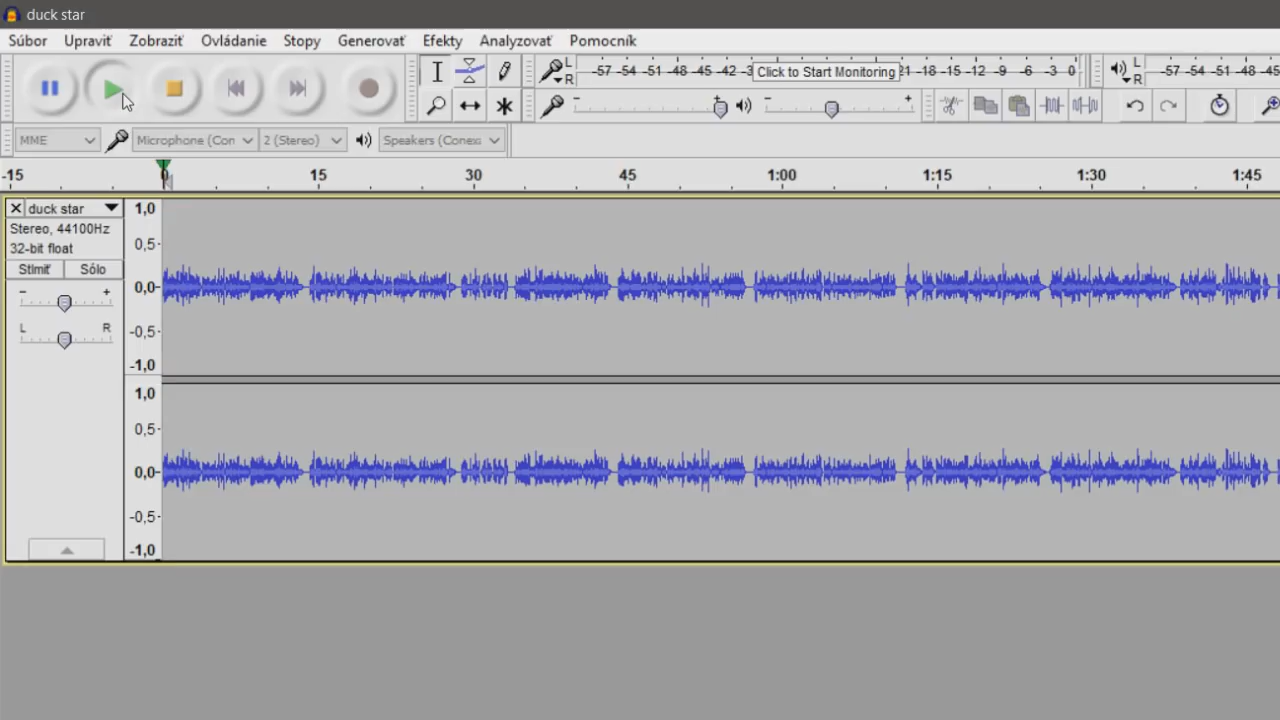 duck star
Súbor Upraviť Zobraziť Ovládanie Stopy Generovať Efekty Analyzovať Pomocník
L
R
-57 -54 -51 -48 -45 -42 -3 Click to Start Monitoring 21 -18 -15 -12 -9 -6 -3 0
L
R
-57 -54 -51 -48 -45
- + - +
MME Microphone (Con 2 (Stereo) Speakers (Conexa
-15 0 15 30 45 1:00 1:15 1:30 1:45
duck star
Stereo, 44100Hz
32-bit float
Stlmiť Sólo
- +
L R
1,0
0,5
0,0
-0,5
-1,0
1,0
0,5
0,0
-0,5
-1,0